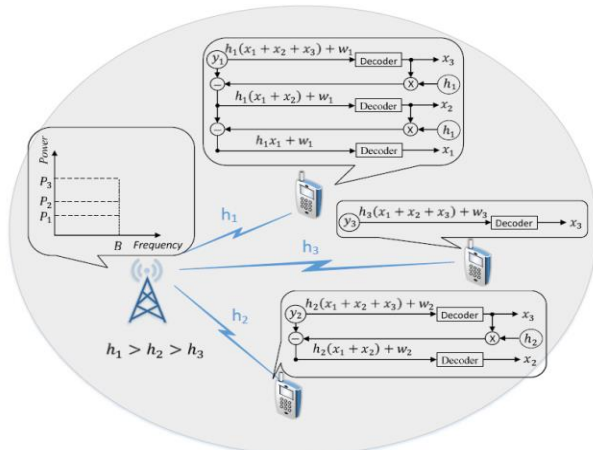 h₁(x₁ + x₂ + x₃) + w₁
y₁
Decoder
x₃
−
X
h₁
h₁(x₁ + x₂) + w₁
Decoder
x₂
−
X
h₁
h₁x₁ + w₁
Decoder
x₁
Power
P₃
P₂
P₁
B
Frequency
h₁
h₃(x₁ + x₂ + x₃) + w₃
y₃
Decoder
x₃
h₃
h₂
h₂(x₁ + x₂ + x₃) + w₂
y₂
Decoder
x₃
−
X
h₂
h₂(x₁ + x₂) + w₂
Decoder
x₂
h₁ > h₂ > h₃